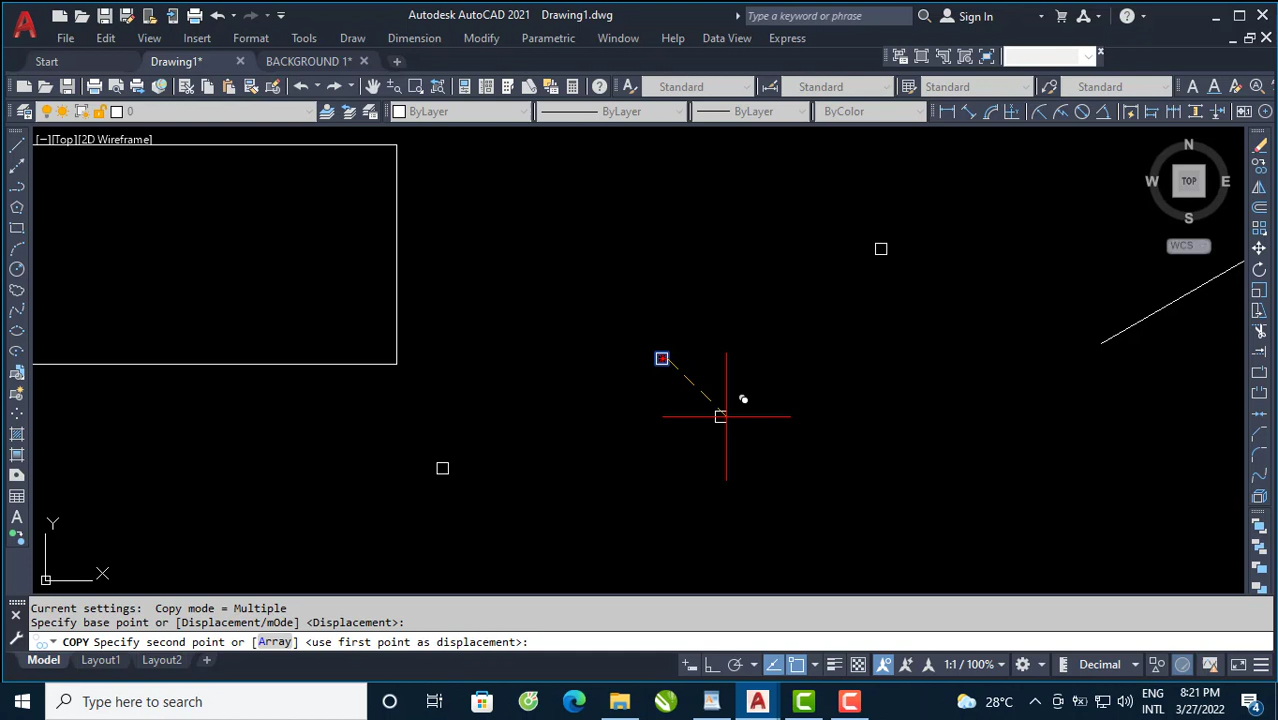 Autodesk AutoCAD 2021 Drawing1.dwg
Type a keyword or phrase
Sign In
File Edit View Insert Format Tools Draw Dimension Modify Parametric Window Help Data View Express
Start
Drawing1*
BACKGROUND 1*
Standard
Standard
Standard
Standard
0
ByLayer
ByLayer
ByLayer
ByColor
[−][Top][2D Wireframe]
N
W
TOP
E
S
WCS
Y
X
Current settings: Copy mode = Multiple
Specify base point or [Displacement/mOde] <Displacement>:
COPY Specify second point or [Array] <use first point as displacement>:
Model
Layout1
Layout2
1:1 / 100%
Decimal
Type here to search
28°C
ENG
INTL
8:21 PM
3/27/2022
4